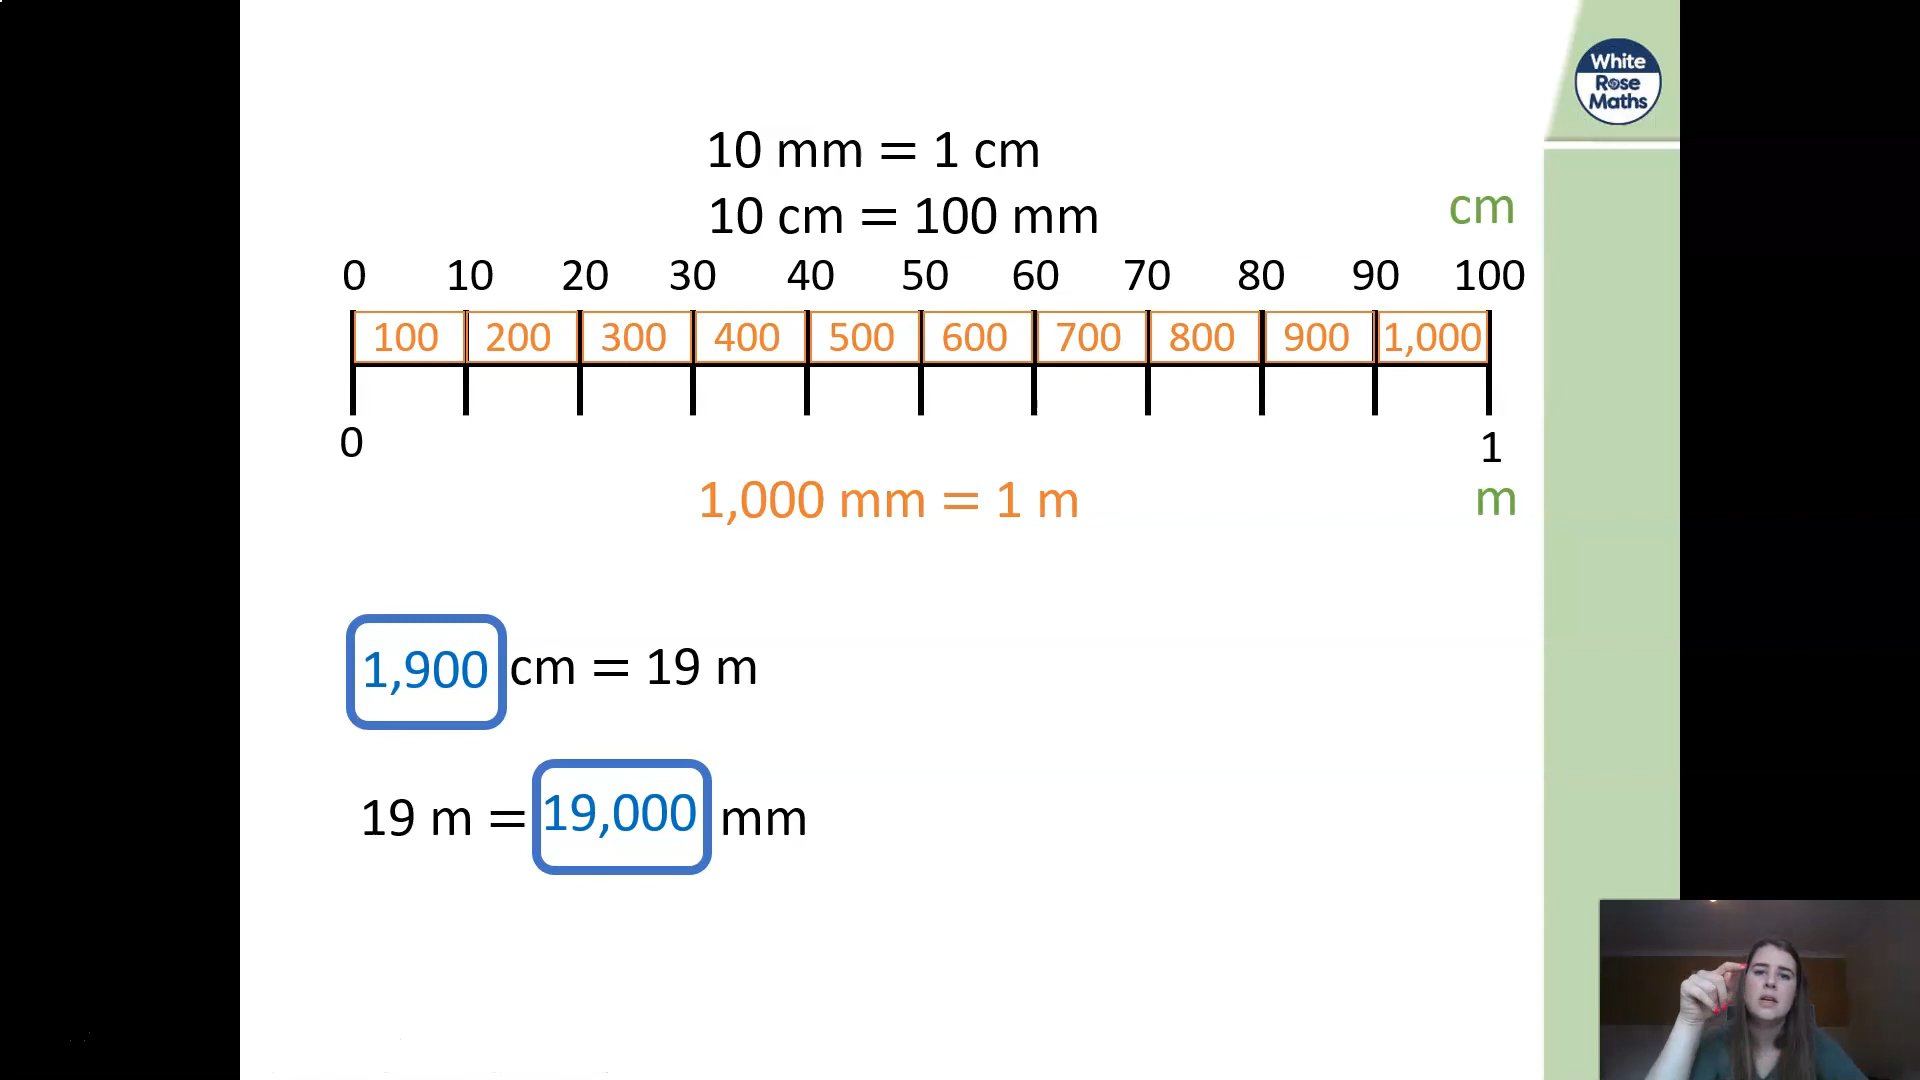 White
Rose
Maths
10 mm = 1 cm
10 cm = 100 mm
cm
0 10 20 30 40 50 60 70 80 90 100
100 200 300 400 500 600 700 800 900 1,000
0 1
1,000 mm = 1 m
m
1,900 cm = 19 m
19 m = 19,000 mm